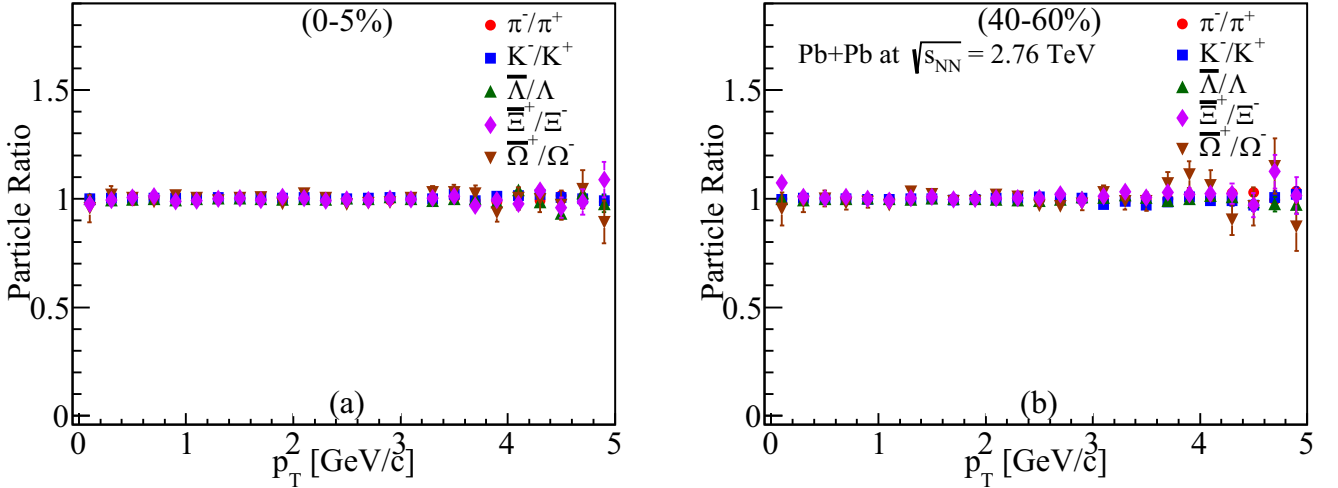 (0-5%)
π⁻/π⁺
K⁻/K⁺
Λ̅/Λ
Ξ̅⁺/Ξ⁻
Ω̅⁺/Ω⁻
Particle Ratio
1.5
1
0.5
0
(a)
0 1 2 3 4 5
p_T [GeV/c]
(40-60%)
Pb+Pb at √s_NN = 2.76 TeV
π⁻/π⁺
K⁻/K⁺
Λ̅/Λ
Ξ̅⁺/Ξ⁻
Ω̅⁺/Ω⁻
Particle Ratio
1.5
1
0.5
0
(b)
0 1 2 3 4 5
p_T [GeV/c]